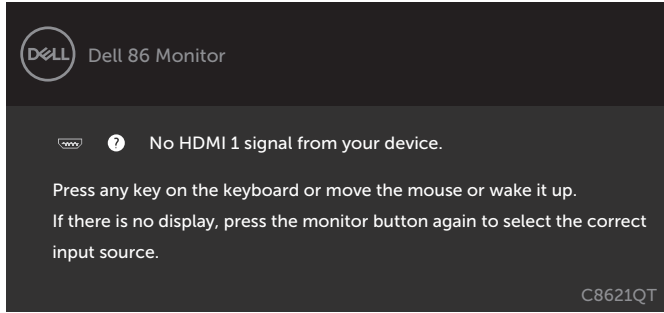 DELL
Dell 86 Monitor
? No HDMI 1 signal from your device.
Press any key on the keyboard or move the mouse or wake it up.
If there is no display, press the monitor button again to select the correct
input source.
C8621QT